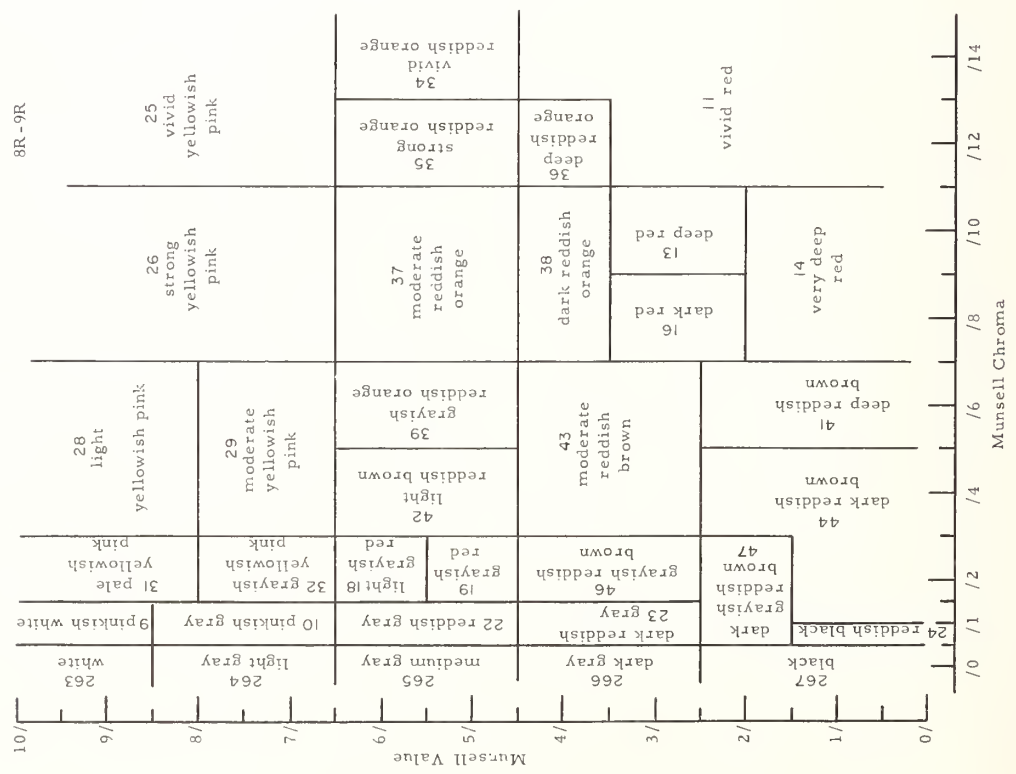 8R-9R
25
vivid
yellowish
pink
34
vivid
reddish orange
35
strong
reddish orange
36
deep
reddish
orange
11
vivid red
26
strong
yellowish
pink
37
moderate
reddish
orange
38
dark reddish
orange
13
deep red
16
dark red
14
very deep
red
28
light
yellowish pink
29
moderate
yellowish
pink
39
grayish
reddish orange
42
light
reddish brown
43
moderate
reddish
brown
41
deep reddish
brown
44
dark reddish
brown
31 pale
yellowish
pink
32 grayish
yellowish
pink
light 18
grayish
red
19
grayish
red
46
grayish reddish
brown
dark
grayish
reddish
brown
47
9 pinkish white
10 pinkish gray
22 reddish gray
dark reddish
23 gray
24
reddish black
263
white
264
light gray
265
medium gray
266
dark gray
267
black
10/
9/
8/
7/
6/
5/
4/
3/
2/
1/
0/
Munsell Value
/0
/1
/2
/4
/6
/8
/10
/12
/14
Munsell Chroma